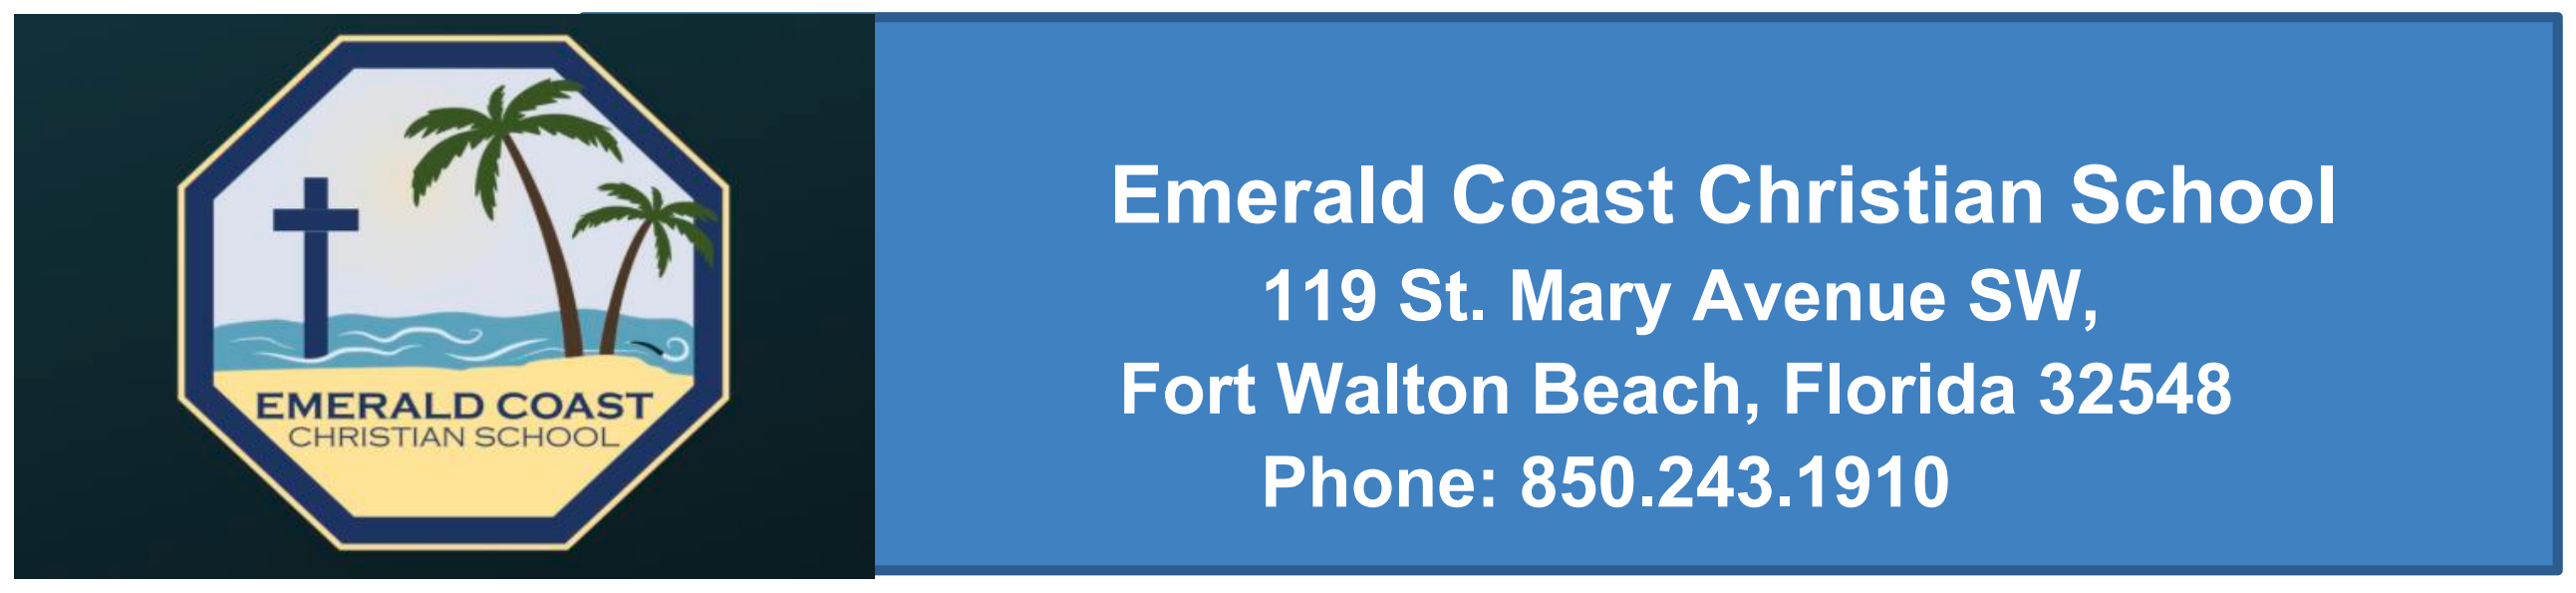 EMERALD COAST
CHRISTIAN SCHOOL
Emerald Coast Christian School
119 St. Mary Avenue SW,
Fort Walton Beach, Florida 32548
Phone: 850.243.1910